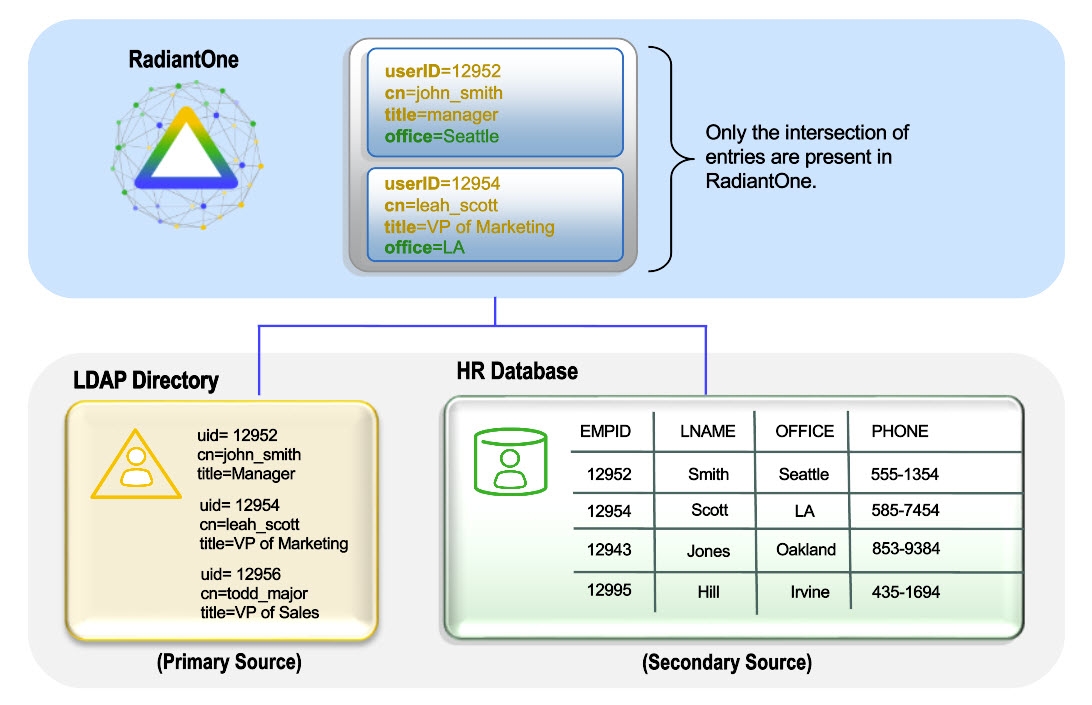 RadiantOne
userID=12952
cn=john_smith
title=manager
office=Seattle
userID=12954
cn=leah_scott
title=VP of Marketing
office=LA
Only the intersection of
entries are present in
RadiantOne.
LDAP Directory
uid= 12952
cn=john_smith
title=Manager
uid= 12954
cn=leah_scott
title=VP of Marketing
uid= 12956
cn=todd_major
title=VP of Sales
(Primary Source)
HR Database
EMPID LNAME OFFICE PHONE
12952 Smith Seattle 555-1354
12954 Scott LA 585-7454
12943 Jones Oakland 853-9384
12995 Hill Irvine 435-1694
(Secondary Source)